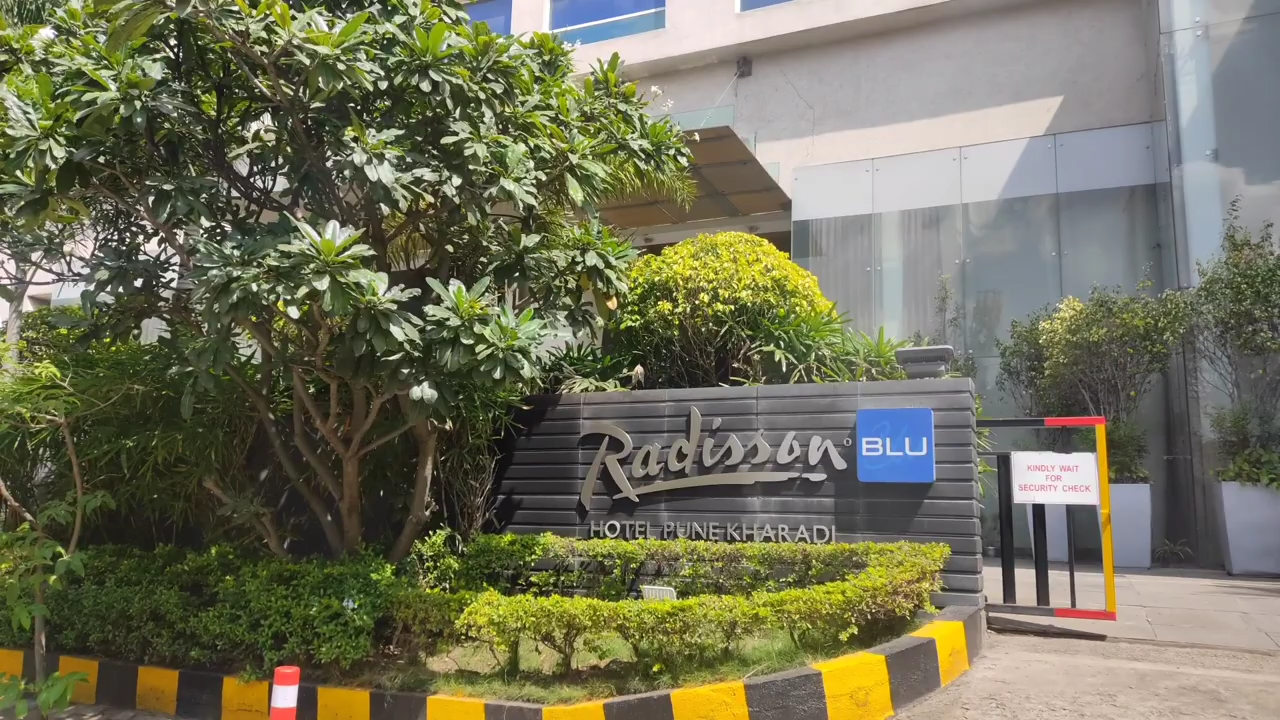 Radisson BLU
HOTEL PUNE KHARADI
KINDLY WAIT
FOR
SECURITY CHECK